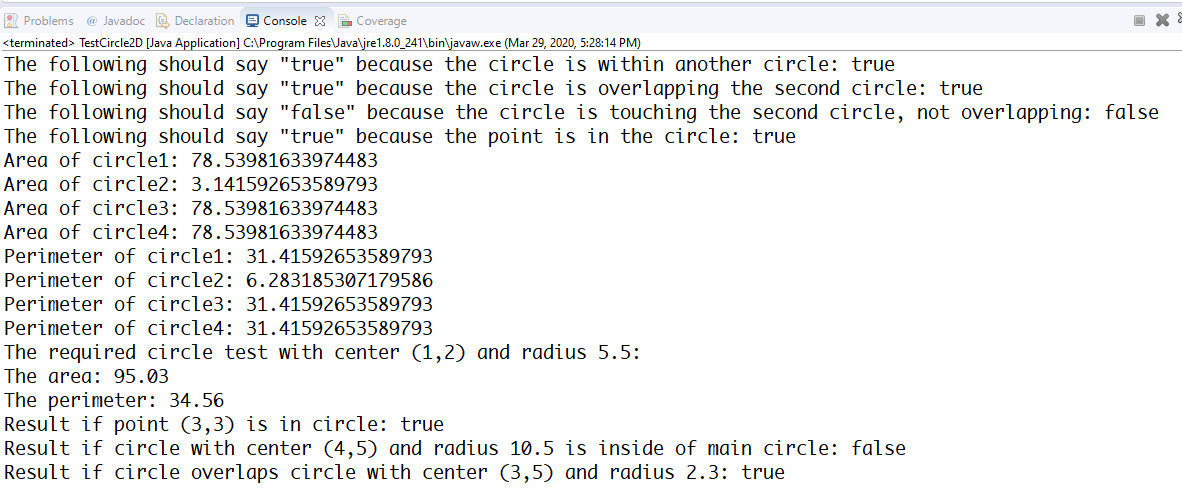 Problems @ Javadoc Declaration Console Coverage
<terminated> TestCircle2D [Java Application] C:\Program Files\Java\jre1.8.0_241\bin\javaw.exe (Mar 29, 2020, 5:28:14 PM)
The following should say "true" because the circle is within another circle: true
The following should say "true" because the circle is overlapping the second circle: true
The following should say "false" because the circle is touching the second circle, not overlapping: false
The following should say "true" because the point is in the circle: true
Area of circle1: 78.53981633974483
Area of circle2: 3.141592653589793
Area of circle3: 78.53981633974483
Area of circle4: 78.53981633974483
Perimeter of circle1: 31.41592653589793
Perimeter of circle2: 6.283185307179586
Perimeter of circle3: 31.41592653589793
Perimeter of circle4: 31.41592653589793
The required circle test with center (1,2) and radius 5.5:
The area: 95.03
The perimeter: 34.56
Result if point (3,3) is in circle: true
Result if circle with center (4,5) and radius 10.5 is inside of main circle: false
Result if circle overlaps circle with center (3,5) and radius 2.3: true